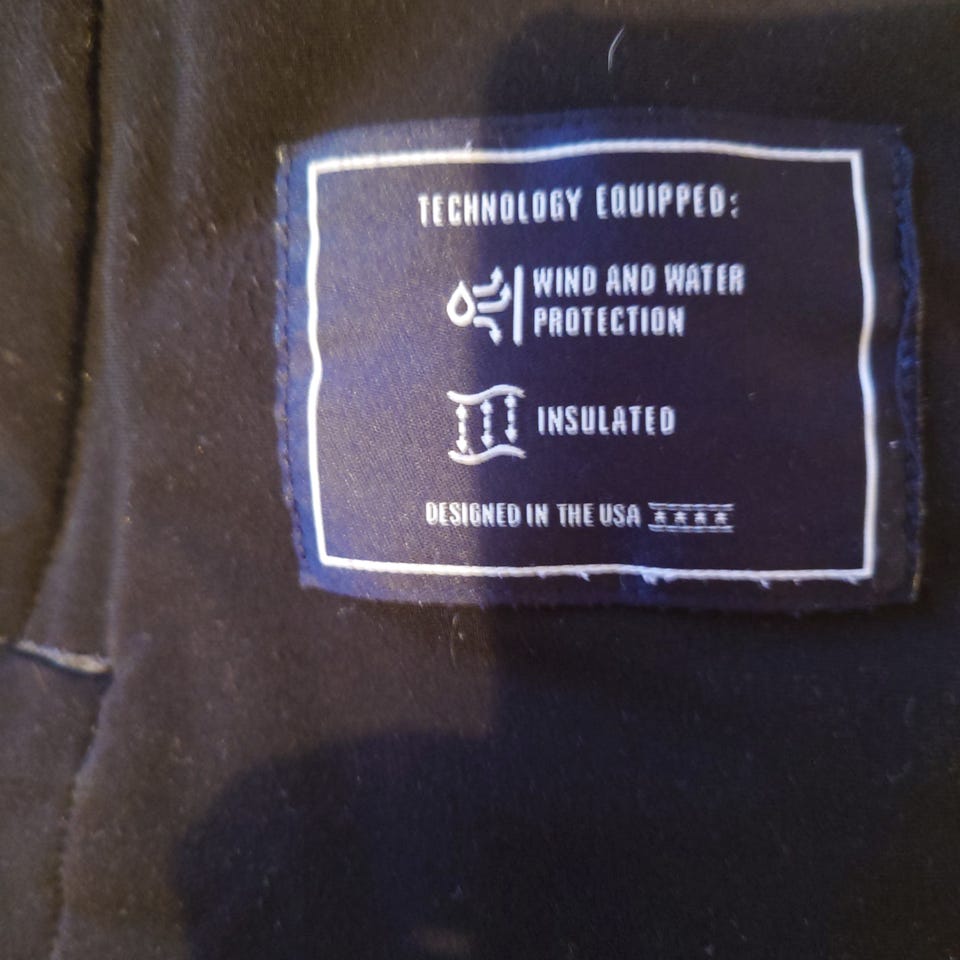 TECHNOLOGY EQUIPPED:
WIND AND WATER
PROTECTION
INSULATED
DESIGNED IN THE USA